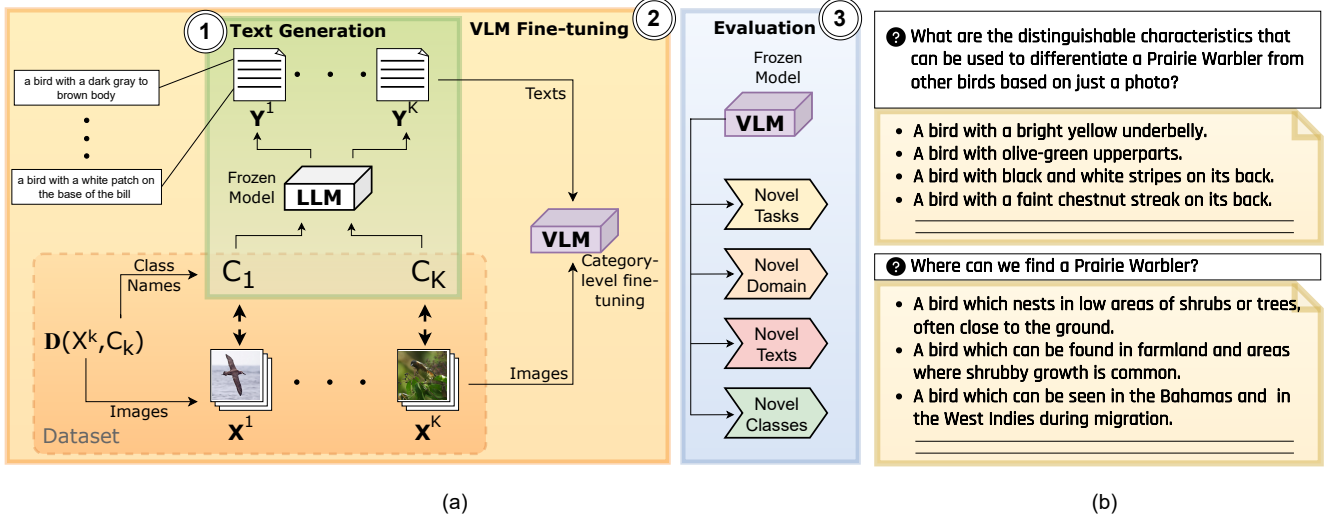 1
Text Generation
VLM Fine-tuning
2
a bird with a dark gray to
brown body
a bird with a white patch on
the base of the bill
Y1
YK
Texts
Frozen
Model
LLM
VLM
Category-
level fine-
tuning
Class
Names
C1
CK
D(Xk,Ck)
Images
X1
XK
Images
Dataset
Evaluation
3
Frozen
Model
VLM
Novel
Tasks
Novel
Domain
Novel
Texts
Novel
Classes
(a)
? What are the distinguishable characteristics that
can be used to differentiate a Prairie Warbler from
other birds based on just a photo?
• A bird with a bright yellow underbelly.
• A bird with olive-green upperparts.
• A bird with black and white stripes on its back.
• A bird with a faint chestnut streak on its back.
? Where can we find a Prairie Warbler?
• A bird which nests in low areas of shrubs or trees,
often close to the ground.
• A bird which can be found in farmland and areas
where shrubby growth is common.
• A bird which can be seen in the Bahamas and in
the West Indies during migration.
(b)